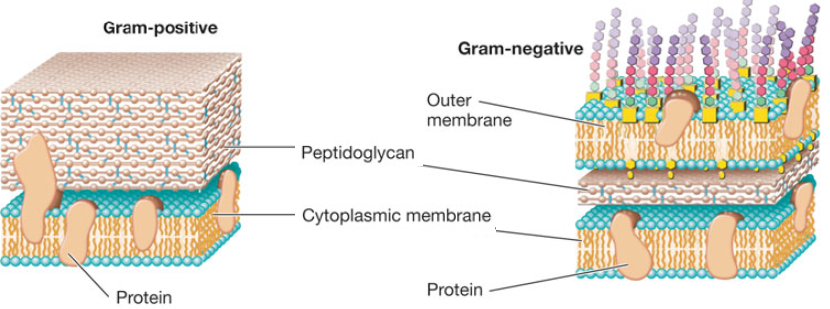 Gram-positive
Gram-negative
Outer
membrane
Peptidoglycan
Cytoplasmic membrane
Protein
Protein